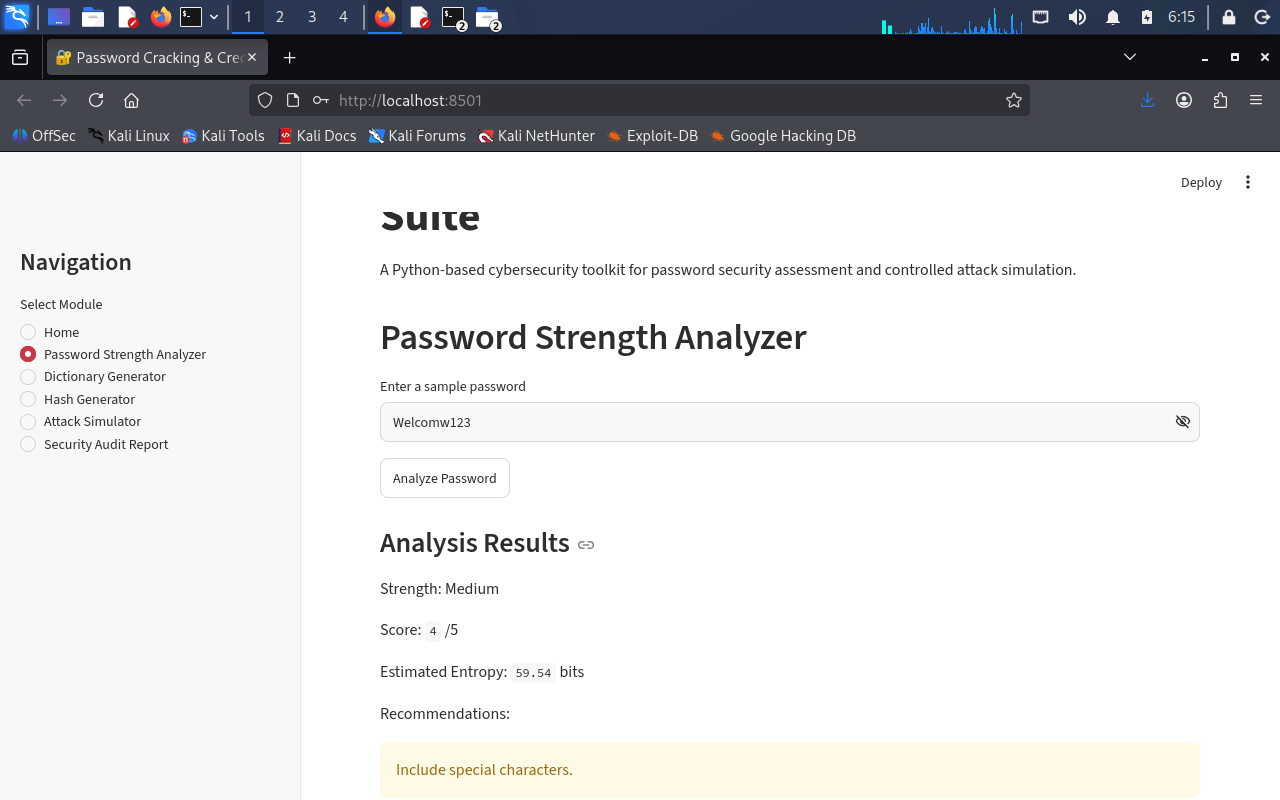 1 2 3 4
2 2
6:15
Password Cracking & Cre
http://localhost:8501
OffSec Kali Linux Kali Tools Kali Docs Kali Forums Kali NetHunter Exploit-DB Google Hacking DB
Deploy
Suite
A Python-based cybersecurity toolkit for password security assessment and controlled attack simulation.
Navigation
Select Module
Home
Password Strength Analyzer
Dictionary Generator
Hash Generator
Attack Simulator
Security Audit Report
Password Strength Analyzer
Enter a sample password
Welcomw123
Analyze Password
Analysis Results
Strength: Medium
Score: 4 /5
Estimated Entropy: 59.54 bits
Recommendations:
Include special characters.